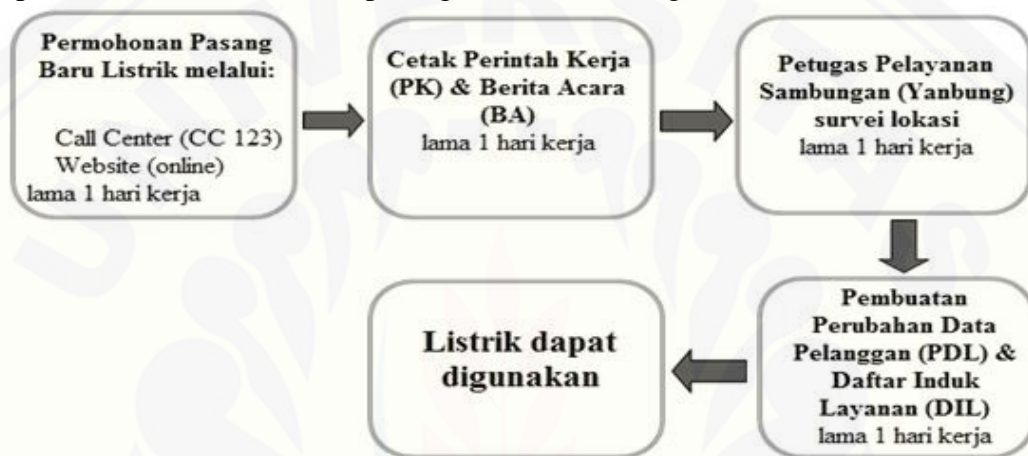 Permohonan Pasang
Baru Listrik melalui:
Call Center (CC 123)
Website (online)
lama 1 hari kerja
Cetak Perintah Kerja
(PK) & Berita Acara
(BA)
lama 1 hari kerja
Petugas Pelayanan
Sambungan (Yanbung)
survei lokasi
lama 1 hari kerja
Pembuatan
Perubahan Data
Pelanggan (PDL) &
Daftar Induk
Layanan (DIL)
lama 1 hari kerja
Listrik dapat
digunakan